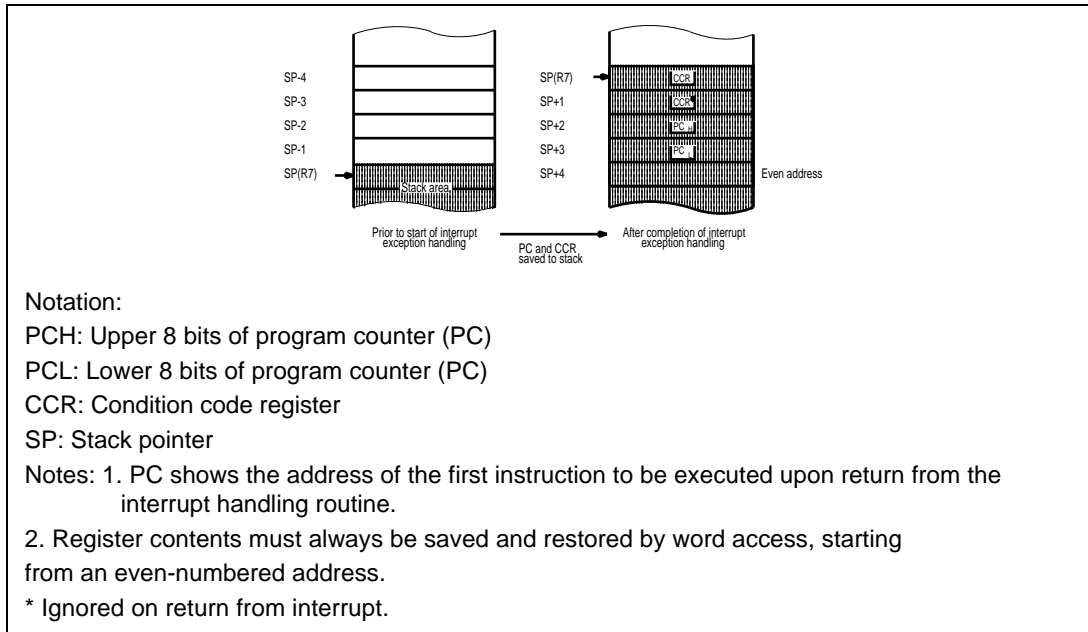 SP-4
SP-3
SP-2
SP-1
SP(R7)
Stack area
SP(R7)
SP+1
SP+2
SP+3
SP+4
CCR
CCR*
PC H
PC L
Even address
Prior to start of interrupt
exception handling
PC and CCR
saved to stack
After completion of interrupt
exception handling
Notation:
PCH: Upper 8 bits of program counter (PC)
PCL: Lower 8 bits of program counter (PC)
CCR: Condition code register
SP: Stack pointer
Notes: 1. PC shows the address of the first instruction to be executed upon return from the
interrupt handling routine.
2. Register contents must always be saved and restored by word access, starting
from an even-numbered address.
* Ignored on return from interrupt.